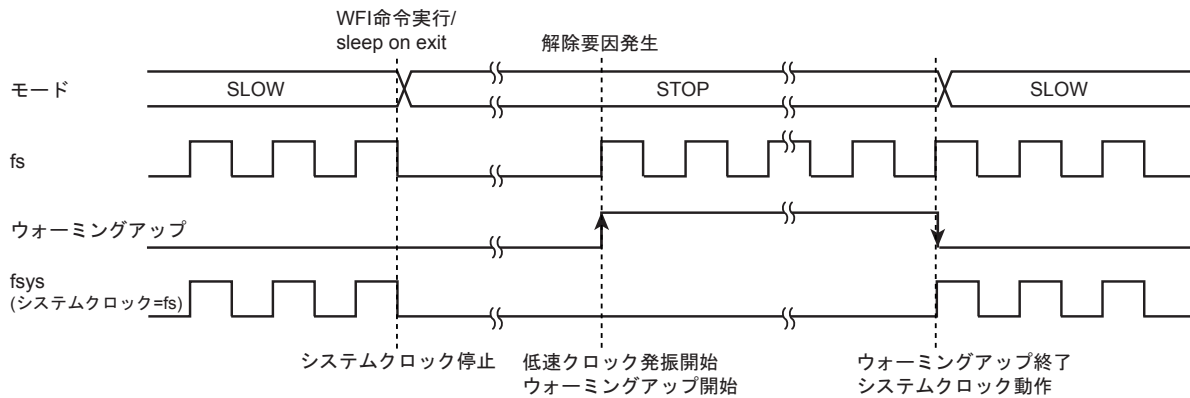 WFI命令実行/
sleep on exit
解除要因発生
モード
SLOW
STOP
SLOW
fs
ウォーミングアップ
fsys
(システムクロック=fs)
システムクロック停止
低速クロック発振開始
ウォーミングアップ開始
ウォーミングアップ終了
システムクロック動作